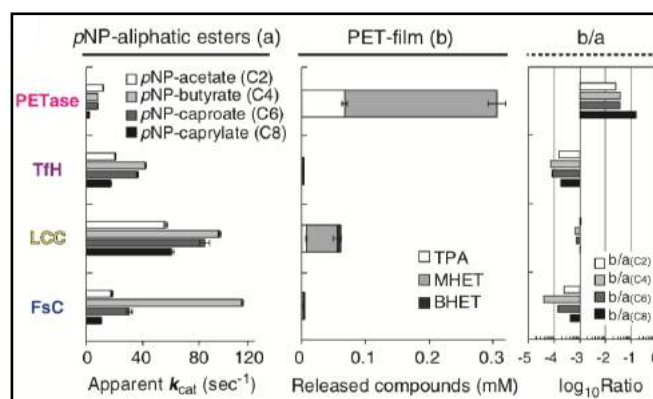 pNP-aliphatic esters (a)
PET-film (b)
b/a
pNP-acetate (C2)
pNP-butyrate (C4)
pNP-caproate (C6)
pNP-caprylate (C8)
PETase
TfH
LCC
FsC
TPA
MHET
BHET
b/a(C2)
b/a(C4)
b/a(C6)
b/a(C8)
0 40 80 120
0 0.1 0.2 0.3
-5 -4 -3 -2 -1 0
Apparent kcat (sec-1)
Released compounds (mM)
log10Ratio